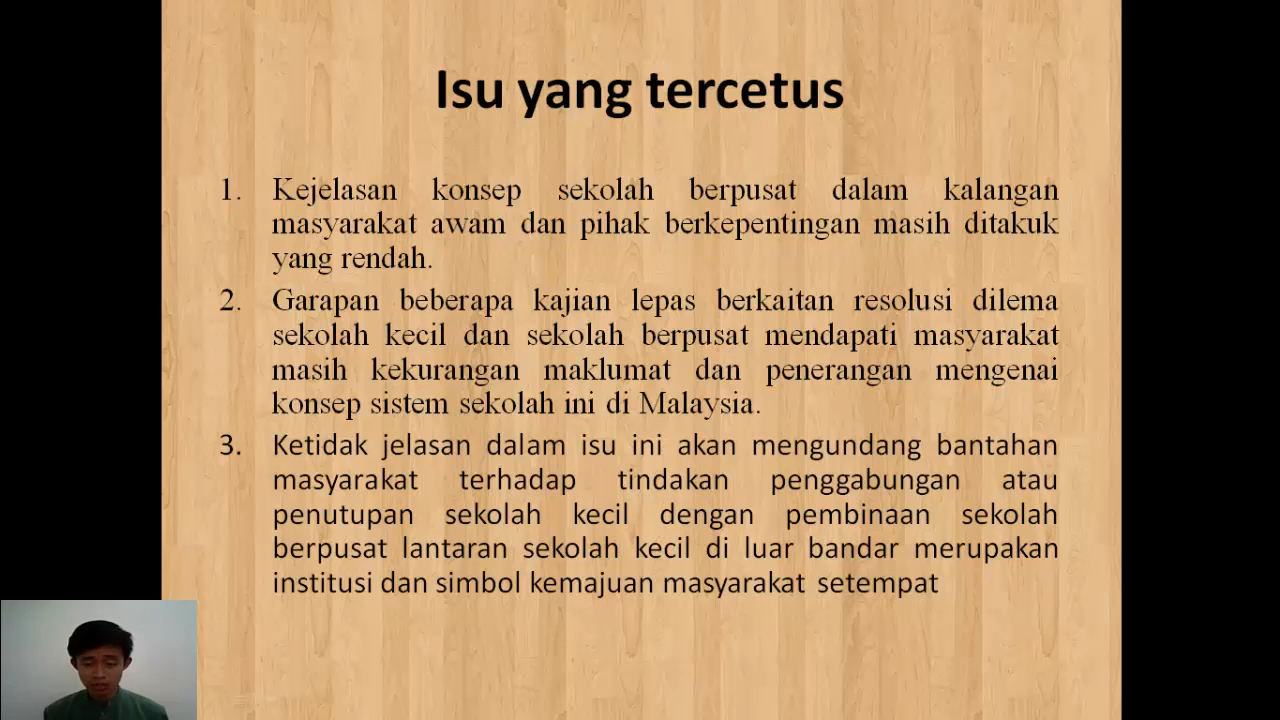 Isu yang tercetus
1. Kejelasan konsep sekolah berpusat dalam kalangan
masyarakat awam dan pihak berkepentingan masih ditakuk
yang rendah.
2. Garapan beberapa kajian lepas berkaitan resolusi dilema
sekolah kecil dan sekolah berpusat mendapati masyarakat
masih kekurangan maklumat dan penerangan mengenai
konsep sistem sekolah ini di Malaysia.
3. Ketidak jelasan dalam isu ini akan mengundang bantahan
masyarakat terhadap tindakan penggabungan atau
penutupan sekolah kecil dengan pembinaan sekolah
berpusat lantaran sekolah kecil di luar bandar merupakan
institusi dan simbol kemajuan masyarakat setempat